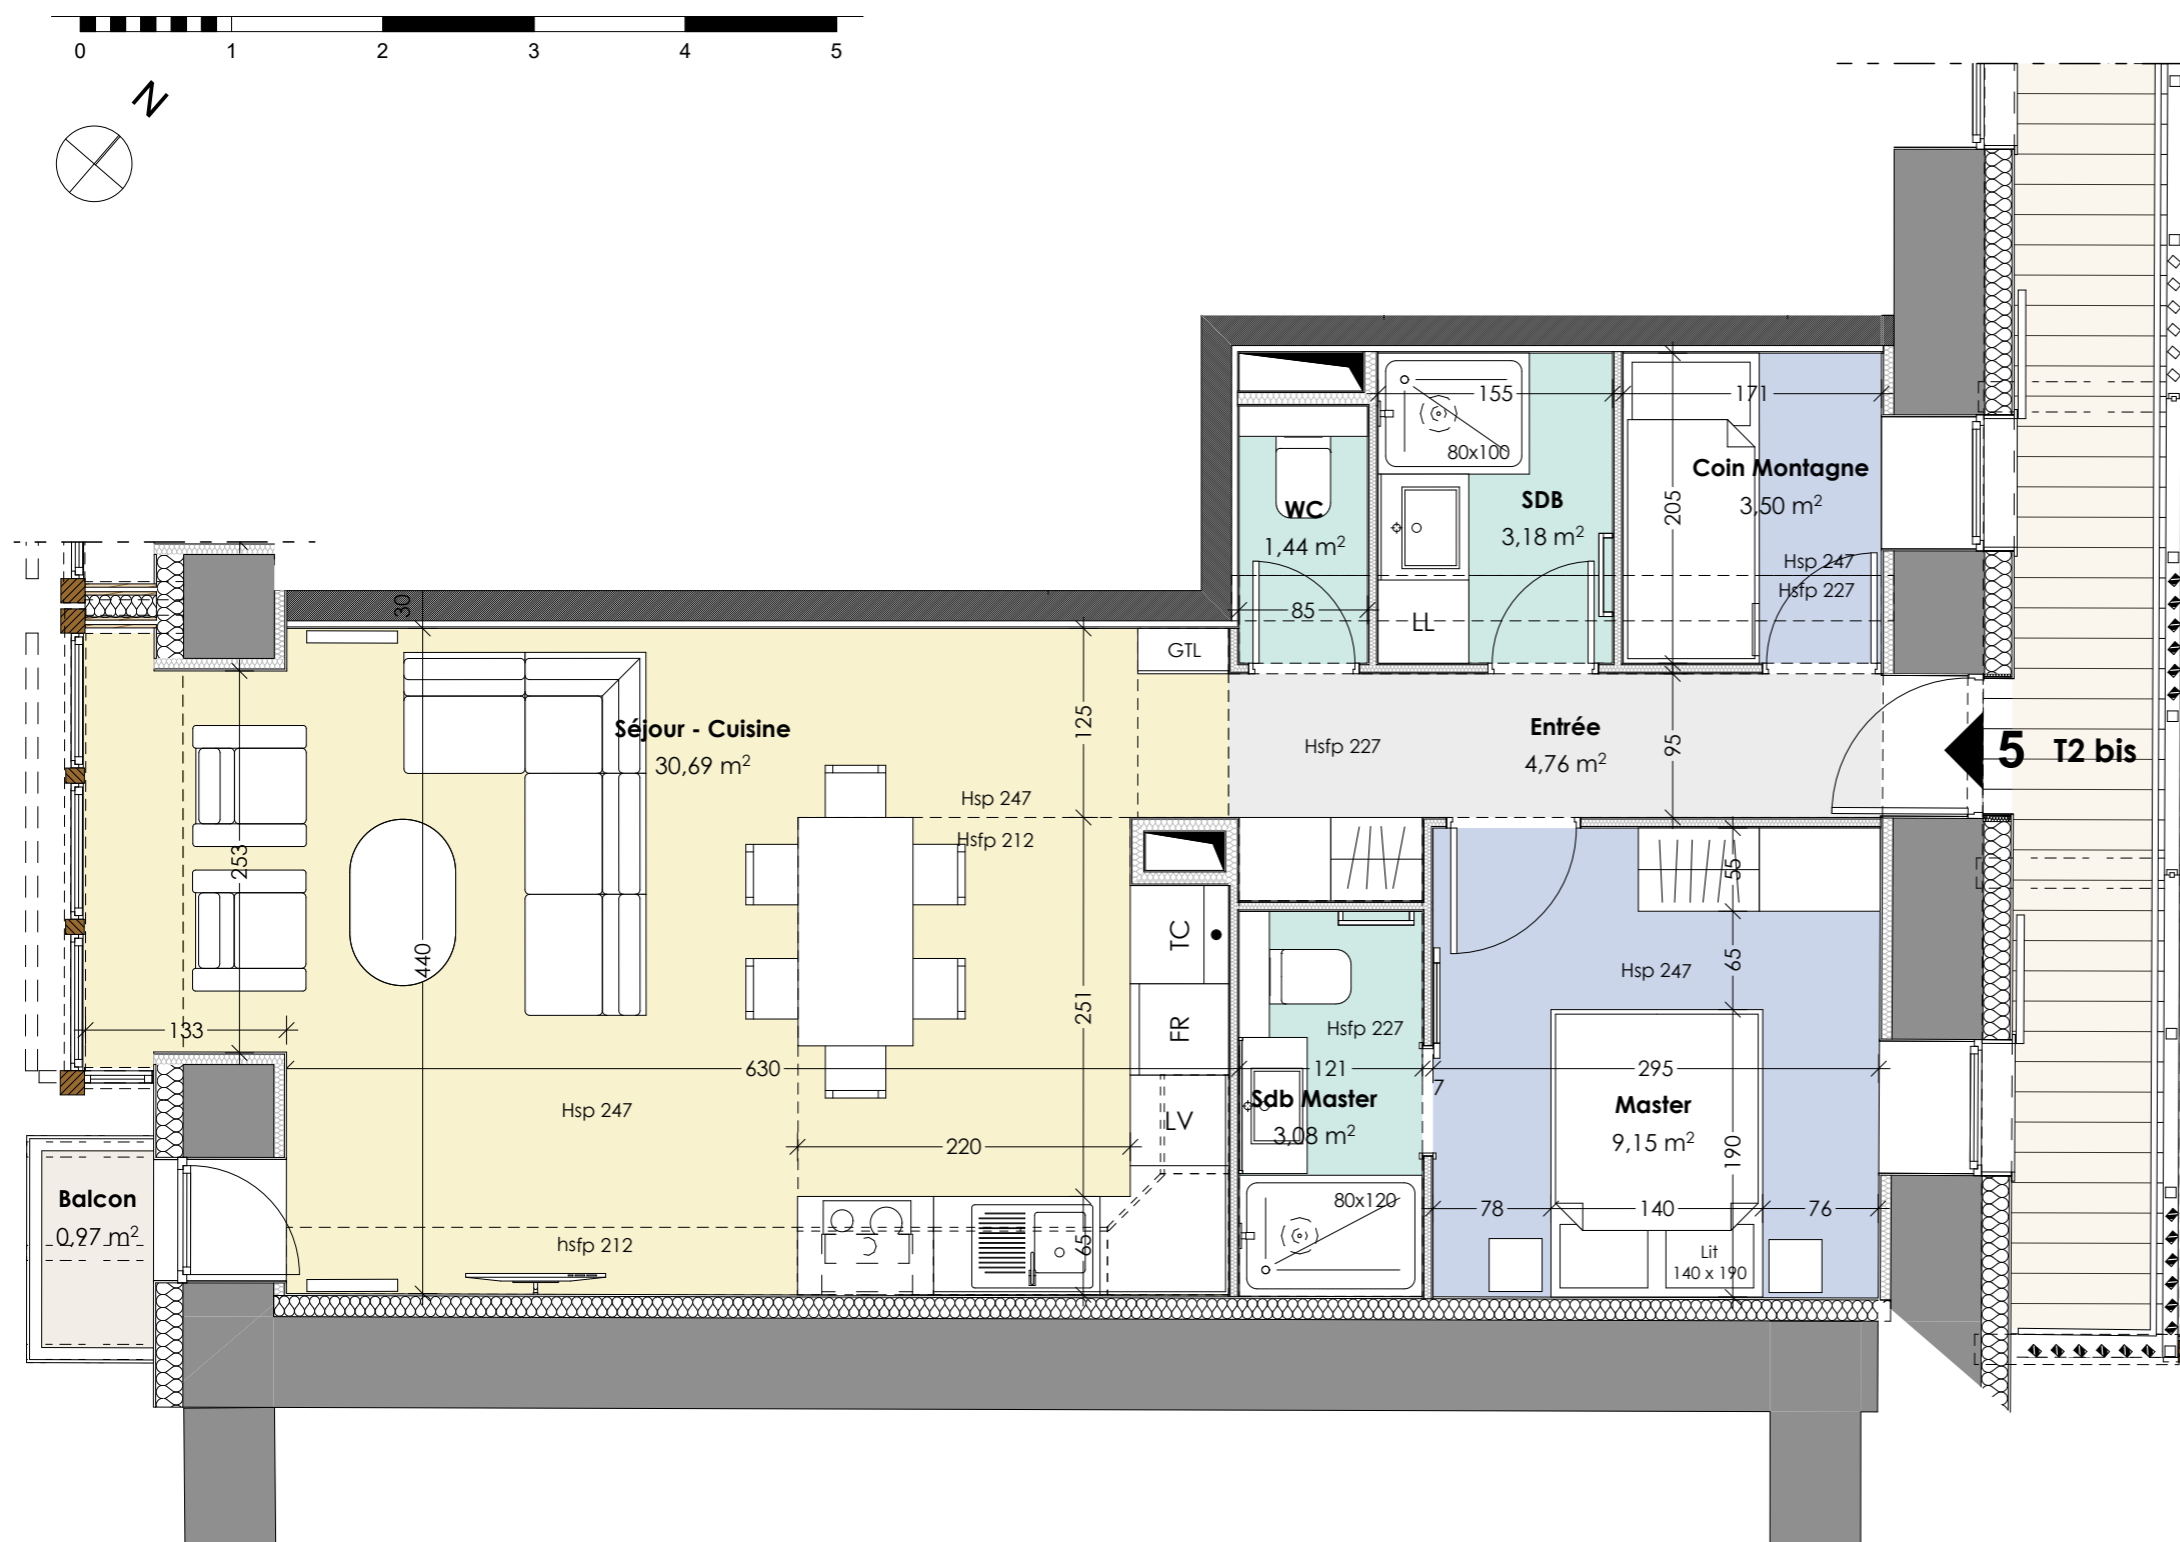 0 1 2 3 4 5
N
155
171
80x100
Coin Montagne
3,50 m²
WC
1,44 m²
SDB
3,18 m²
205
Hsp 247
Hsfp 227
30
85
LL
GTL
Séjour - Cuisine
30,69 m²
125
Hsfp 227
Entrée
4,76 m²
95
5 T2 bis
Hsp 247
Hsfp 212
253
440
55
TC
65
Hsp 247
251
FR
Hsfp 227
133
630
121
7
295
Sdb Master
3,08 m²
Master
9,15 m²
Hsp 247
LV
220
190
Balcon
0,97 m²
80x120
78
140
76
hsfp 212
65
Lit
140 x 190